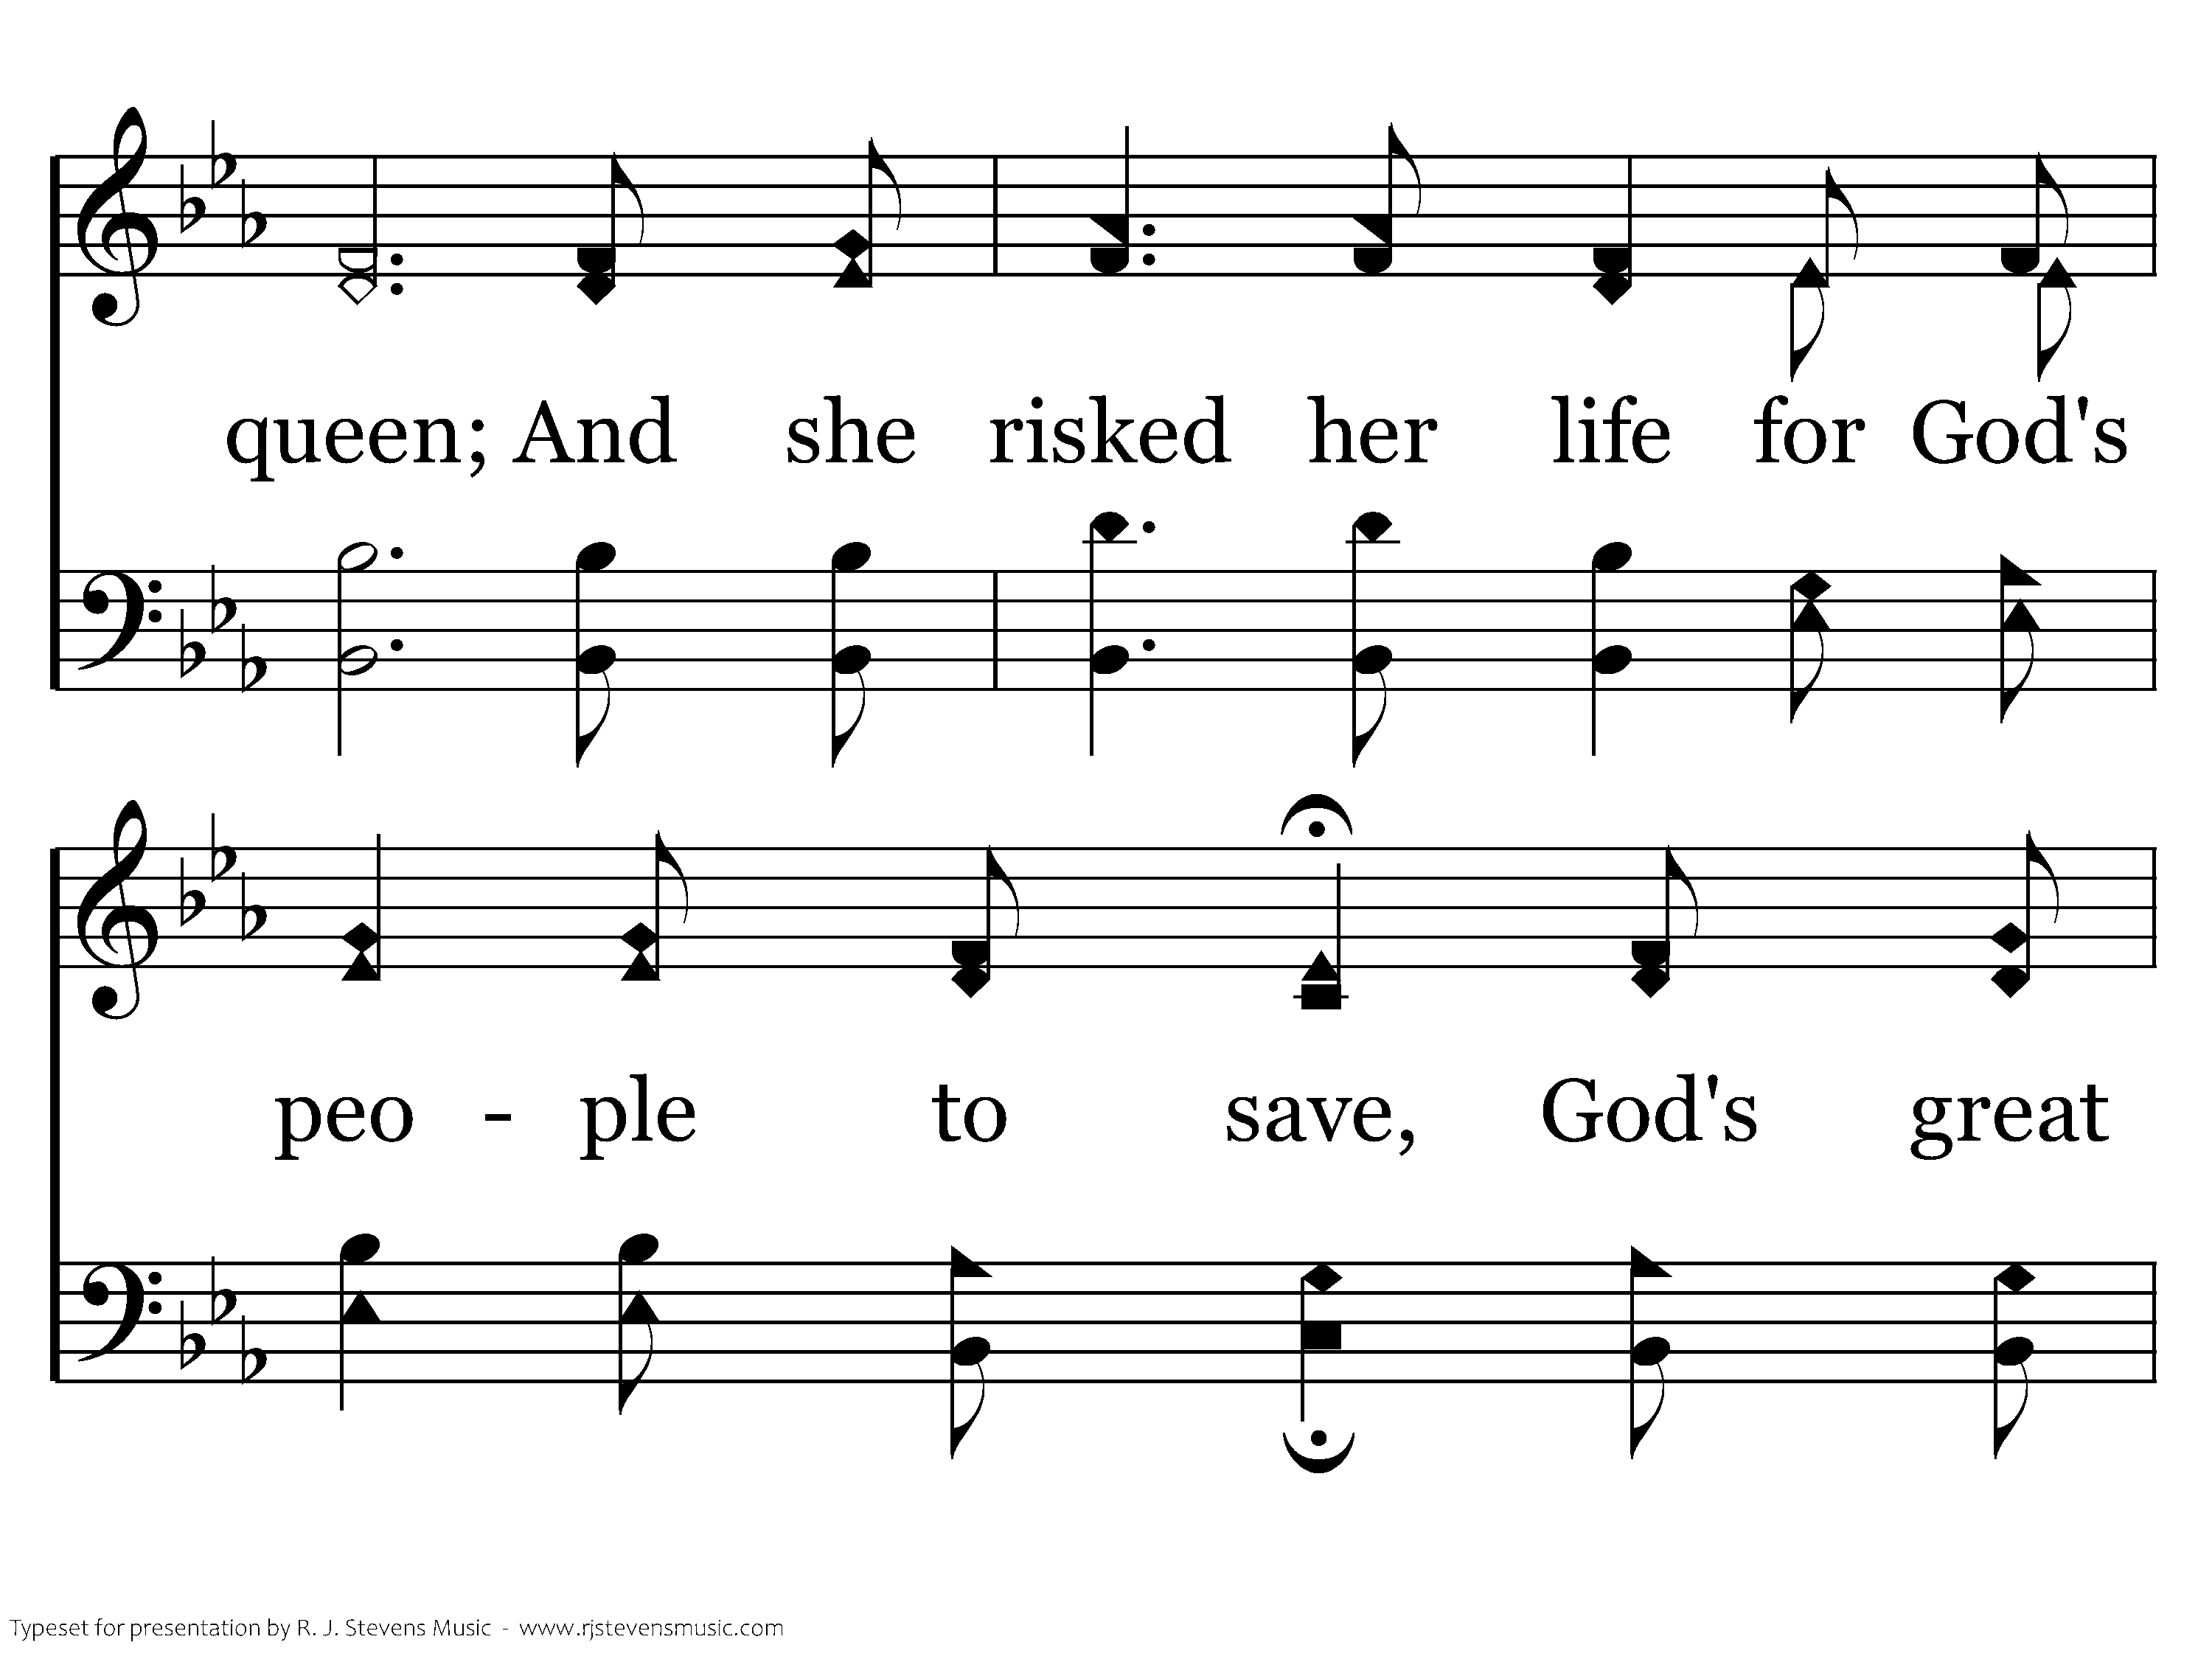 queen; And she risked her life for God's
peo - ple to save, God's great
Typeset for presentation by R. J. Stevens Music - www.rjstevensmusic.com